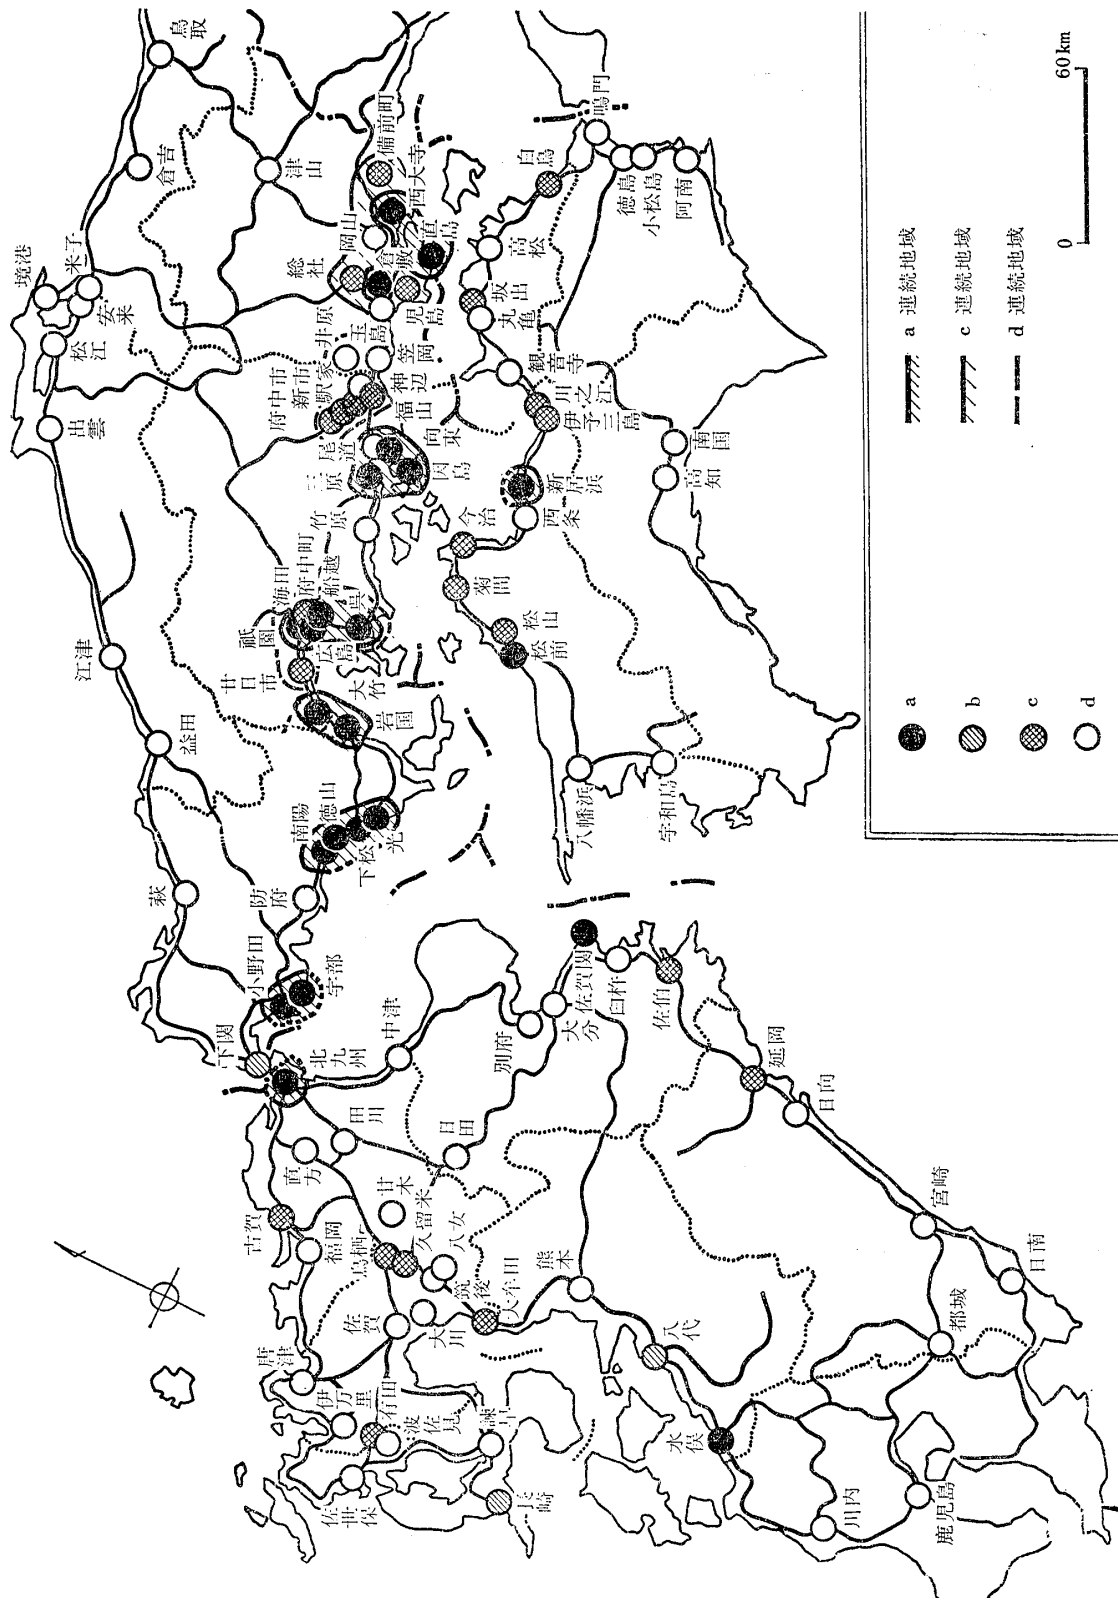 鳥取
倉吉
境港
米子
安来
松江
出雲
津山
江津
益田
萩
備前町
西大寺
直島
岡山
倉敷
総社
児島
玉島
井原
笠岡
神辺
駅家
新市
府中市
福山
尾道
向東
因島
三原
竹原
府中町
海田
船越
呉
祇園
広島
廿日市
大竹
岩国
南陽
徳山
下松
光
防府
小野田
宇部
下関
北九州
鳴門
白鳥
徳島
小松島
阿南
高松
坂出
丸亀
観音寺
川之江
伊予三島
新居浜
西条
今治
菊間
松山
松前
八幡浜
宇和島
南国
高知
中津
別府
大分
佐賀関
臼杵
佐伯
延岡
日向
宮崎
日南
都城
田川
直方
日田
甘木
古賀
福岡
鳥栖
久留米
八女
筑後
大牟田
大川
佐賀
唐津
伊万里
有田
波佐見
佐世保
諫早
長崎
熊本
八代
水俣
川内
鹿児島
a 連続地域
c 連続地域
d 連続地域
a
b
c
d
0
60km